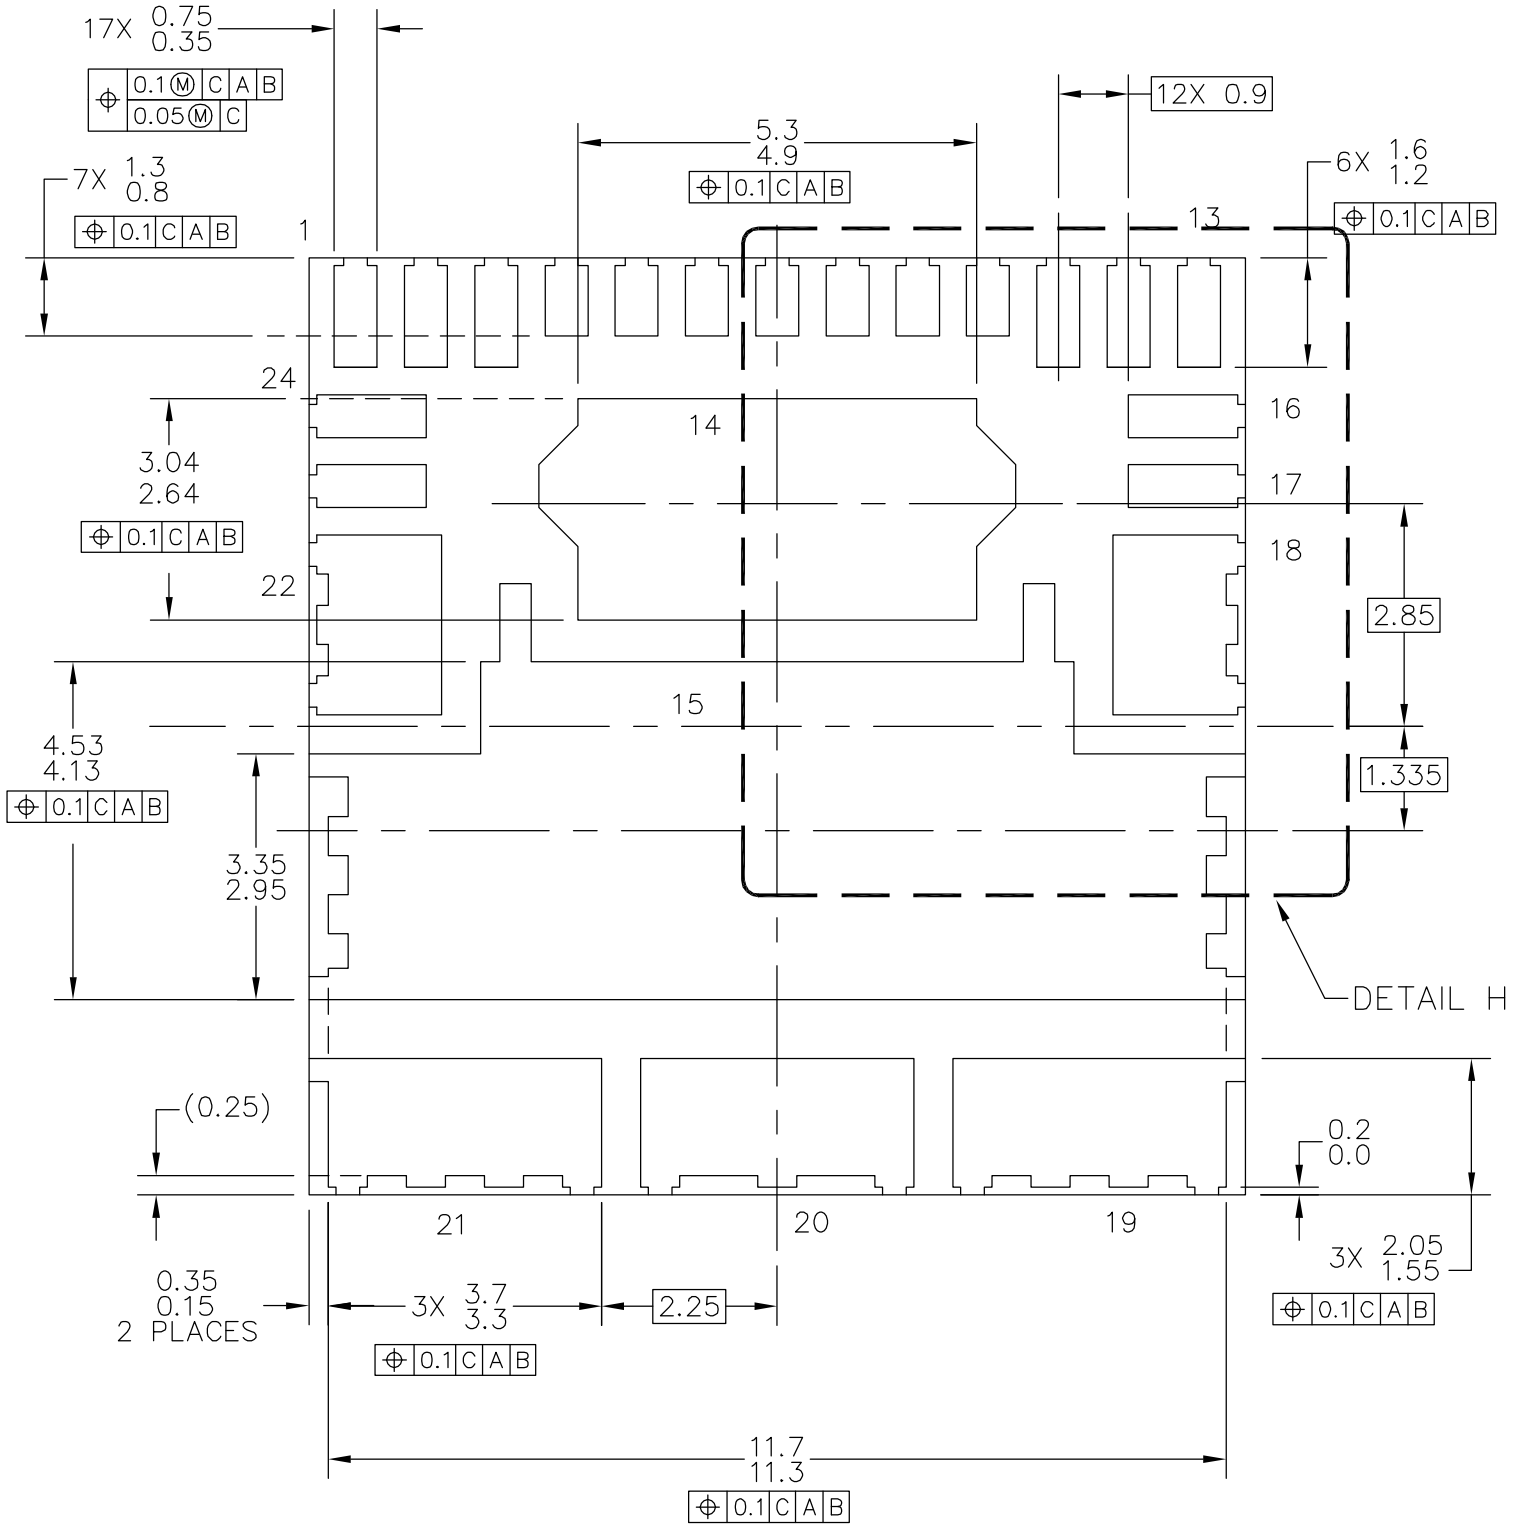 17X 0.75
0.35
⌖ 0.1Ⓜ C A B
0.05Ⓜ C
12X 0.9
5.3
4.9
⌖ 0.1 C A B
7X 1.3
0.8
⌖ 0.1 C A B
6X 1.6
1.2
⌖ 0.1 C A B
1
13
24
14
16
3.04
2.64
⌖ 0.1 C A B
17
18
22
2.85
15
4.53
4.13
⌖ 0.1 C A B
1.335
3.35
2.95
DETAIL H
(0.25)
0.2
0.0
21
20
19
3X 2.05
1.55
⌖ 0.1 C A B
0.35
0.15
2 PLACES
3X 3.7
3.3
⌖ 0.1 C A B
2.25
11.7
11.3
⌖ 0.1 C A B